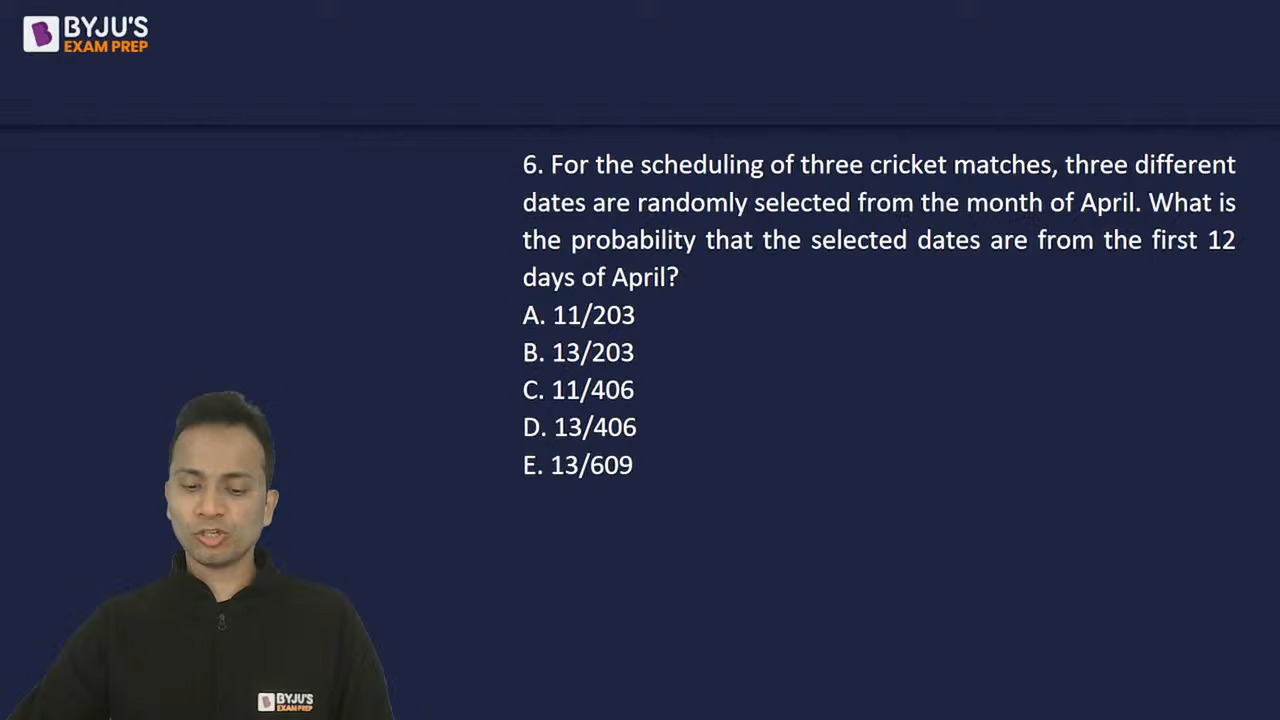 BYJU'S
EXAM PREP
6. For the scheduling of three cricket matches, three different
dates are randomly selected from the month of April. What is
the probability that the selected dates are from the first 12
days of April?
A. 11/203
B. 13/203
C. 11/406
D. 13/406
E. 13/609
BYJU'S
EXAM PREP